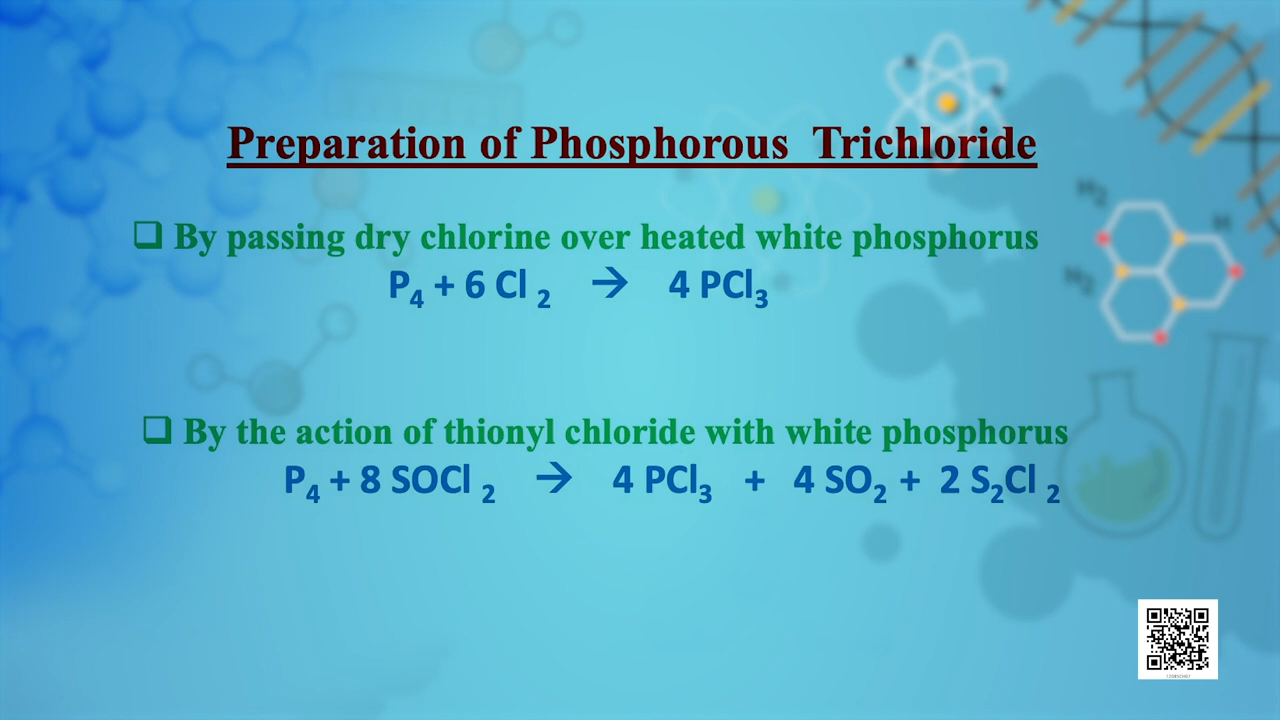 Preparation of Phosphorous Trichloride
❑ By passing dry chlorine over heated white phosphorus
P₄ + 6 Cl ₂ → 4 PCl₃
❑ By the action of thionyl chloride with white phosphorus
P₄ + 8 SOCl ₂ → 4 PCl₃ + 4 SO₂ + 2 S₂Cl ₂
H₂
H